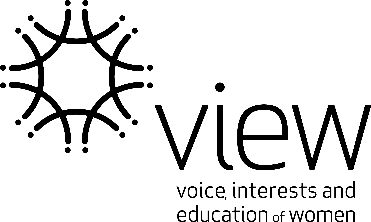 view
voice, interests and
education of women